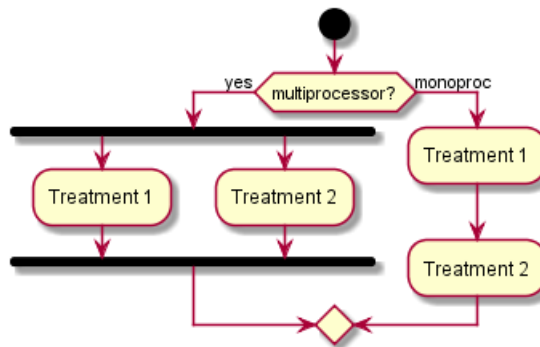 yes
multiprocessor?
monoproc
Treatment 1
Treatment 2
Treatment 1
Treatment 2